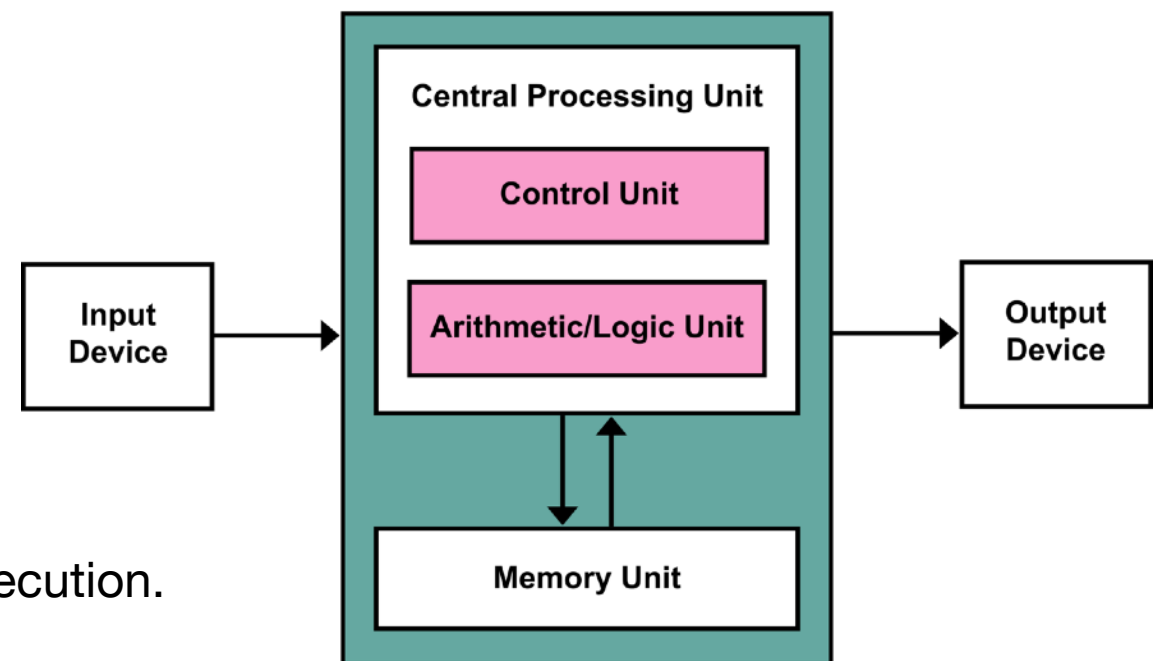 Central Processing Unit
Control Unit
Input
Device
Arithmetic/Logic Unit
Output
Device
Memory Unit
ecution.